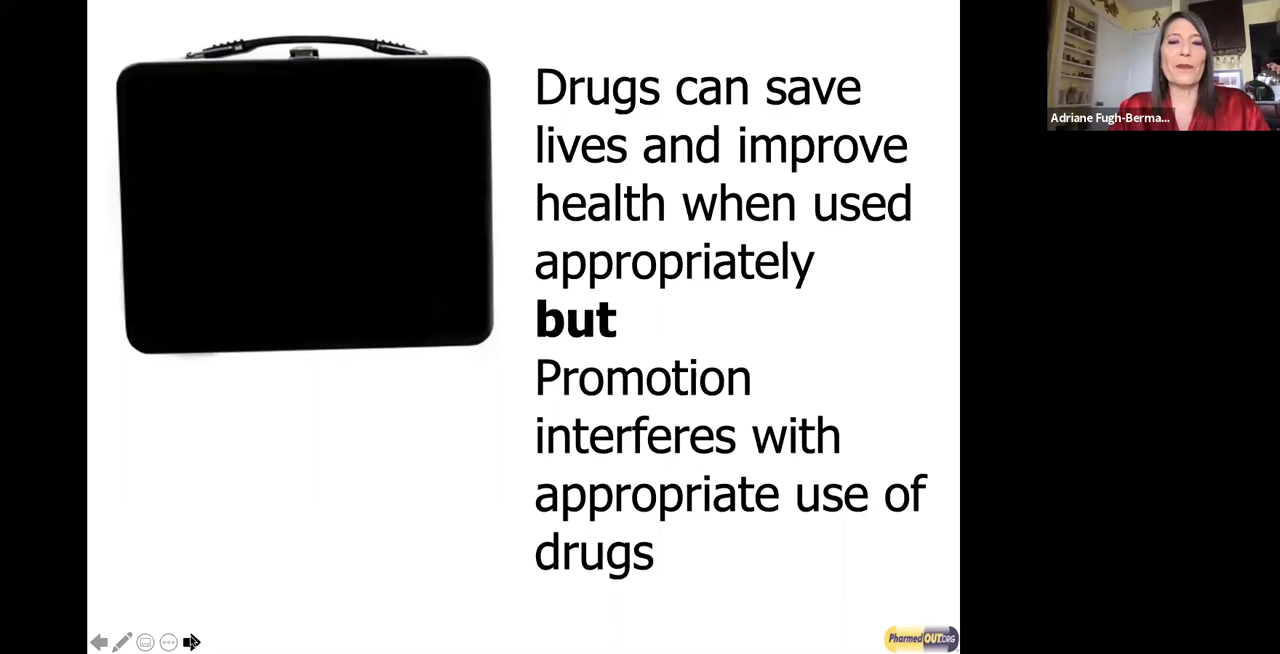 Drugs can save
lives and improve
health when used
appropriately
but
Promotion
interferes with
appropriate use of
drugs
Adriane Fugh-Berma...
PharmedOUT.ORG